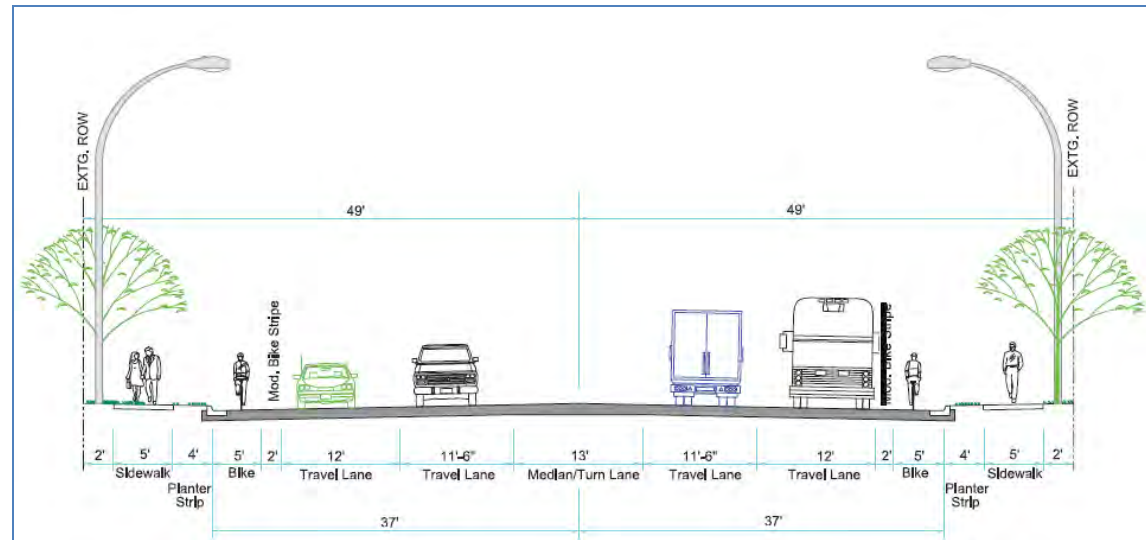 EXTG. ROW
EXTG. ROW
49'
49'
Mod. Bike Stripe
Mod. Bike Stripe
2'
5'
4'
5'
2'
12'
11'-6"
13'
11'-6"
12'
2'
5'
4'
5'
2'
Sidewalk
Bike
Travel Lane
Travel Lane
Median/Turn Lane
Travel Lane
Travel Lane
Bike
Sidewalk
Planter
Strip
Planter
Strip
37'
37'